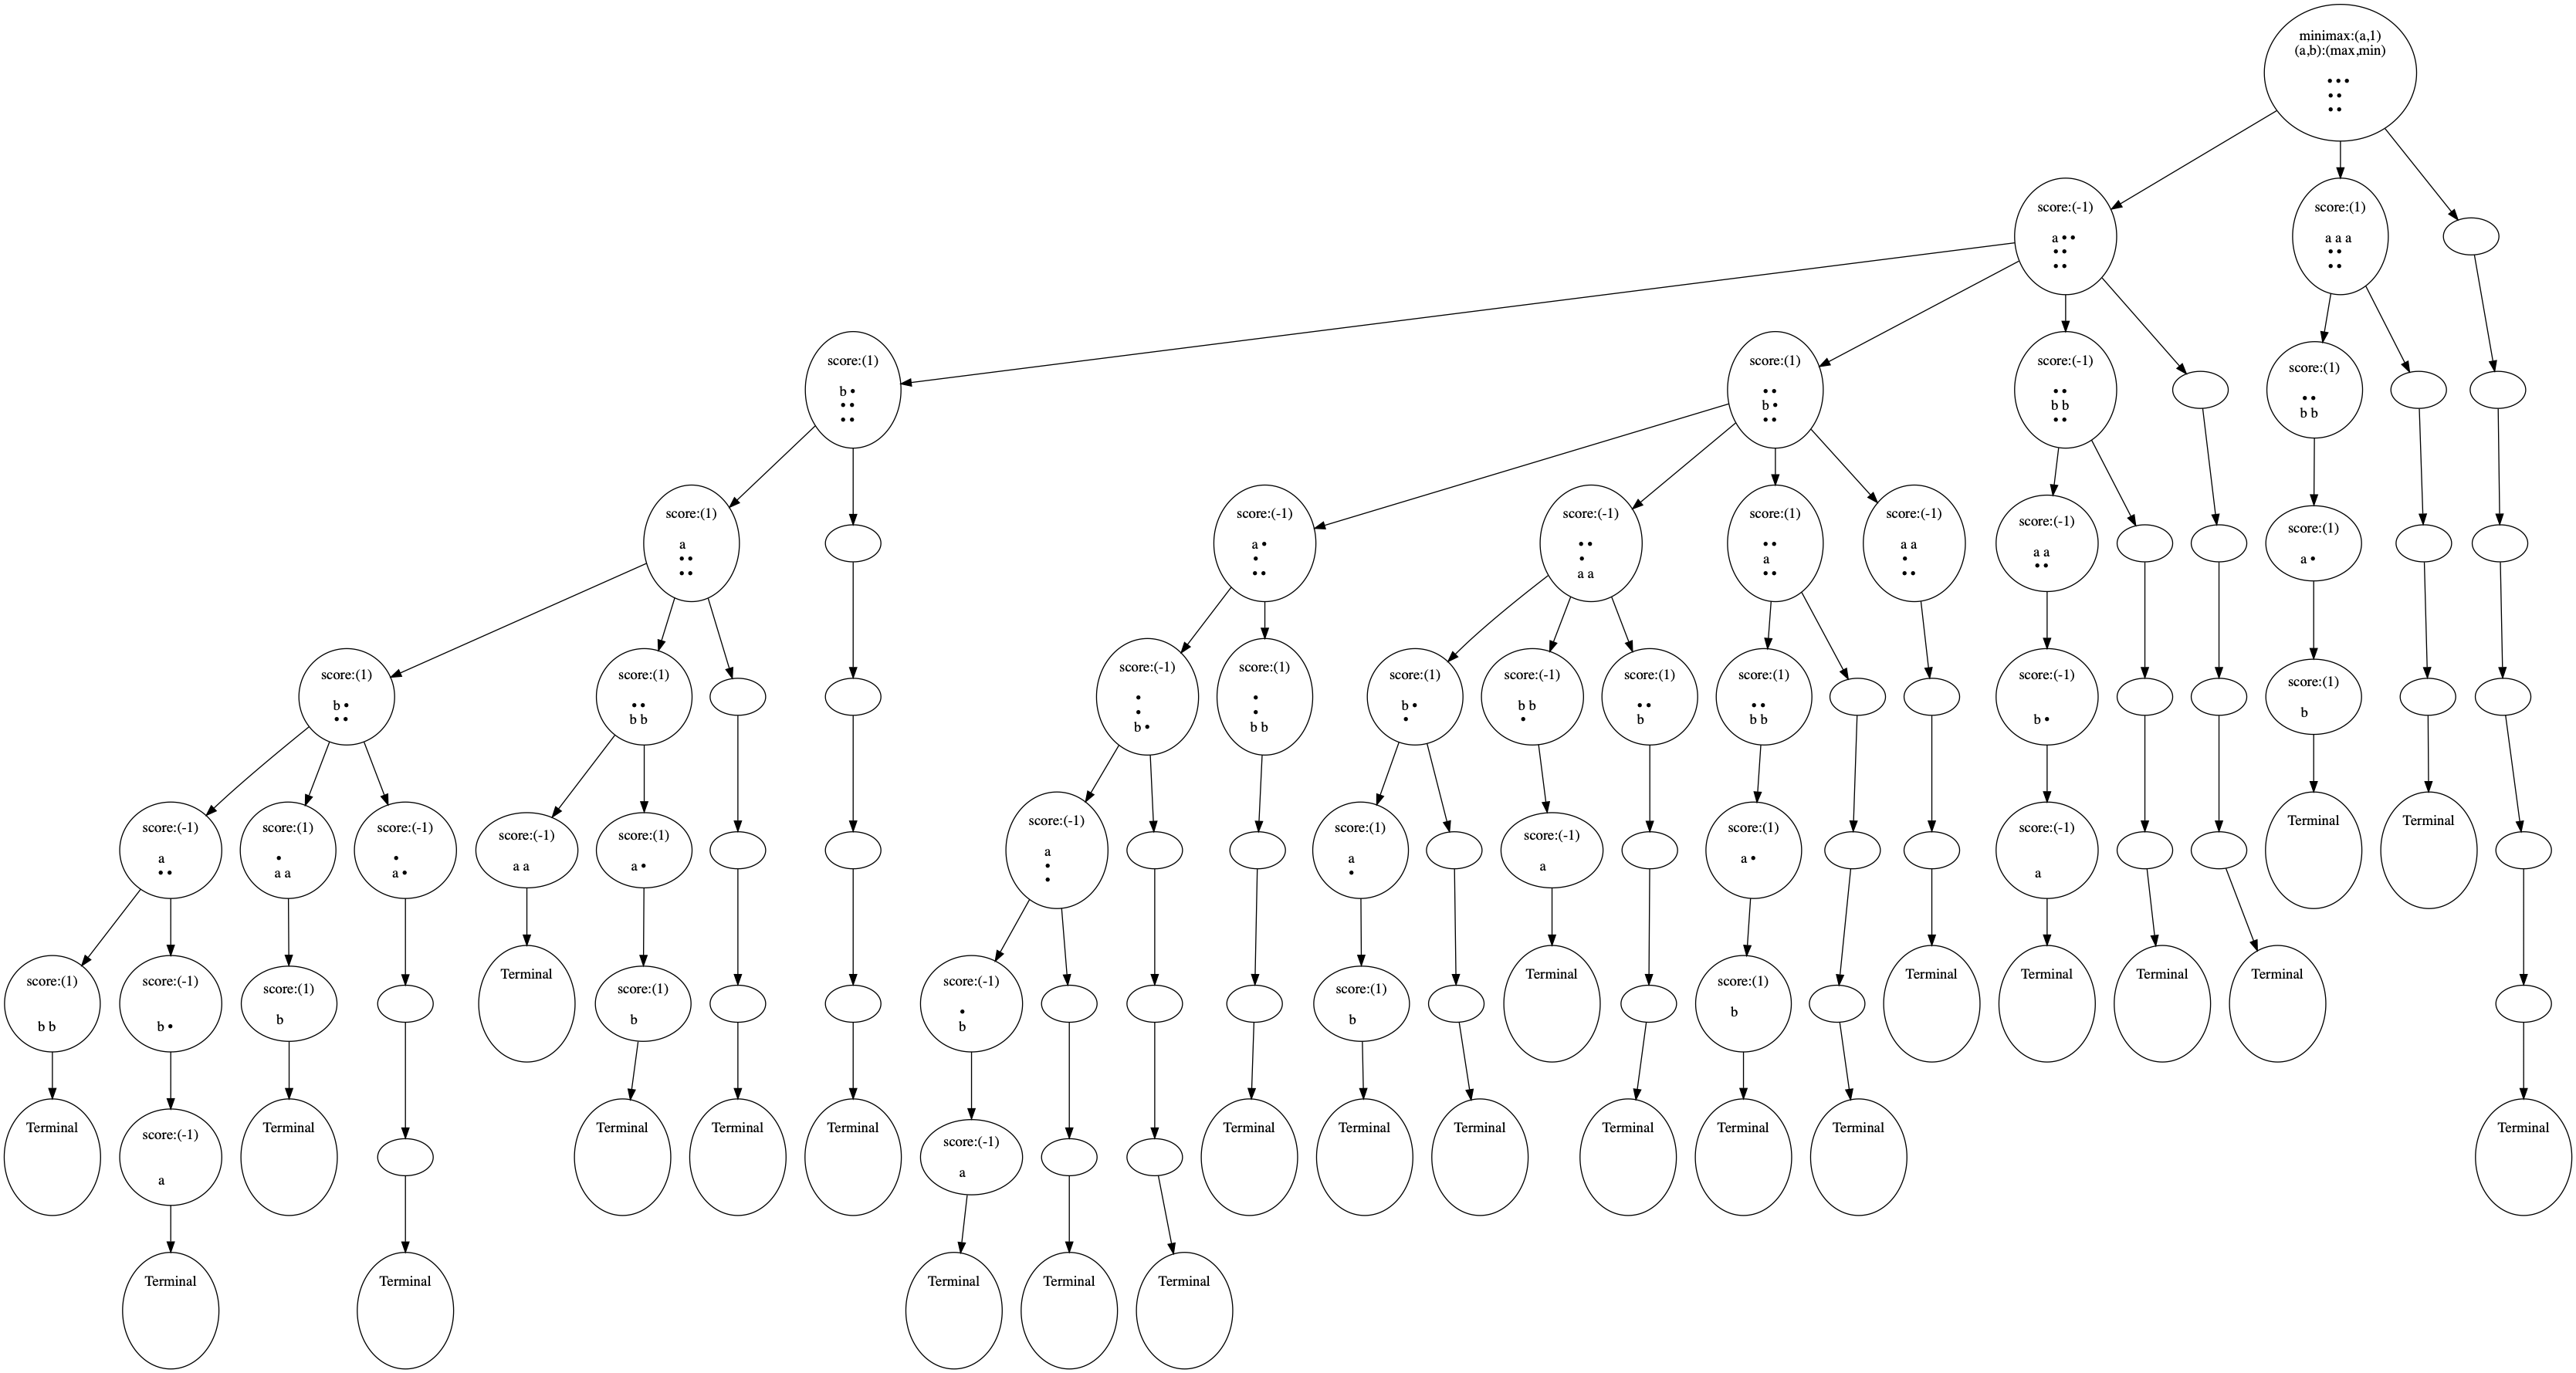 minimax:(a,1)
(a,b):(max,min)
• • •
• •
• •
score:(-1)
a • •
• •
• •
score:(1)
a a a
• •
• •
score:(1)
b •
• •
• •
score:(1)
• •
b •
• •
score:(-1)
• •
b b
• •
score:(1)
• •
b b
score:(1)
a
• •
• •
score:(-1)
a •
•
• •
score:(-1)
• •
•
a a
score:(1)
• •
a
• •
score:(-1)
a a
•
• •
score:(-1)
a a
• •
score:(1)
a •
score:(1)
b •
• •
score:(1)
• •
b b
score:(-1)
•
•
b •
score:(1)
•
•
b b
score:(1)
b •
•
score:(-1)
b b
•
score:(1)
• •
b
score:(1)
• •
b b
score:(-1)
b •
score:(1)
b
score:(-1)
a
• •
score:(1)
•
a a
score:(-1)
•
a •
score:(-1)
a a
score:(1)
a •
score:(-1)
a
•
•
score:(1)
a
•
score:(-1)
a
score:(1)
a •
score:(-1)
a
Terminal
Terminal
score:(1)
b b
score:(-1)
b •
score:(1)
b
Terminal
score:(1)
b
score:(-1)
•
b
score:(1)
b
Terminal
score:(1)
b
Terminal
Terminal
Terminal
Terminal
Terminal
score:(-1)
a
Terminal
Terminal
Terminal
Terminal
score:(-1)
a
Terminal
Terminal
Terminal
Terminal
Terminal
Terminal
Terminal
Terminal
Terminal
Terminal
Terminal
Terminal